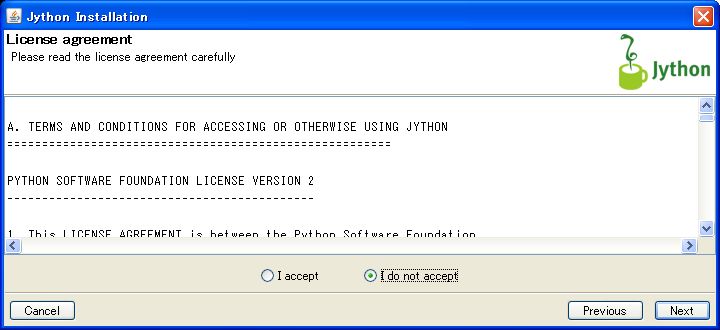 Jython Installation
License agreement
Please read the license agreement carefully
Jython
A. TERMS AND CONDITIONS FOR ACCESSING OR OTHERWISE USING JYTHON
=======================================================
PYTHON SOFTWARE FOUNDATION LICENSE VERSION 2
--------------------------------------------
1. This LICENSE AGREEMENT is between the Python Software Foundation
I accept
I do not accept
Cancel
Previous
Next